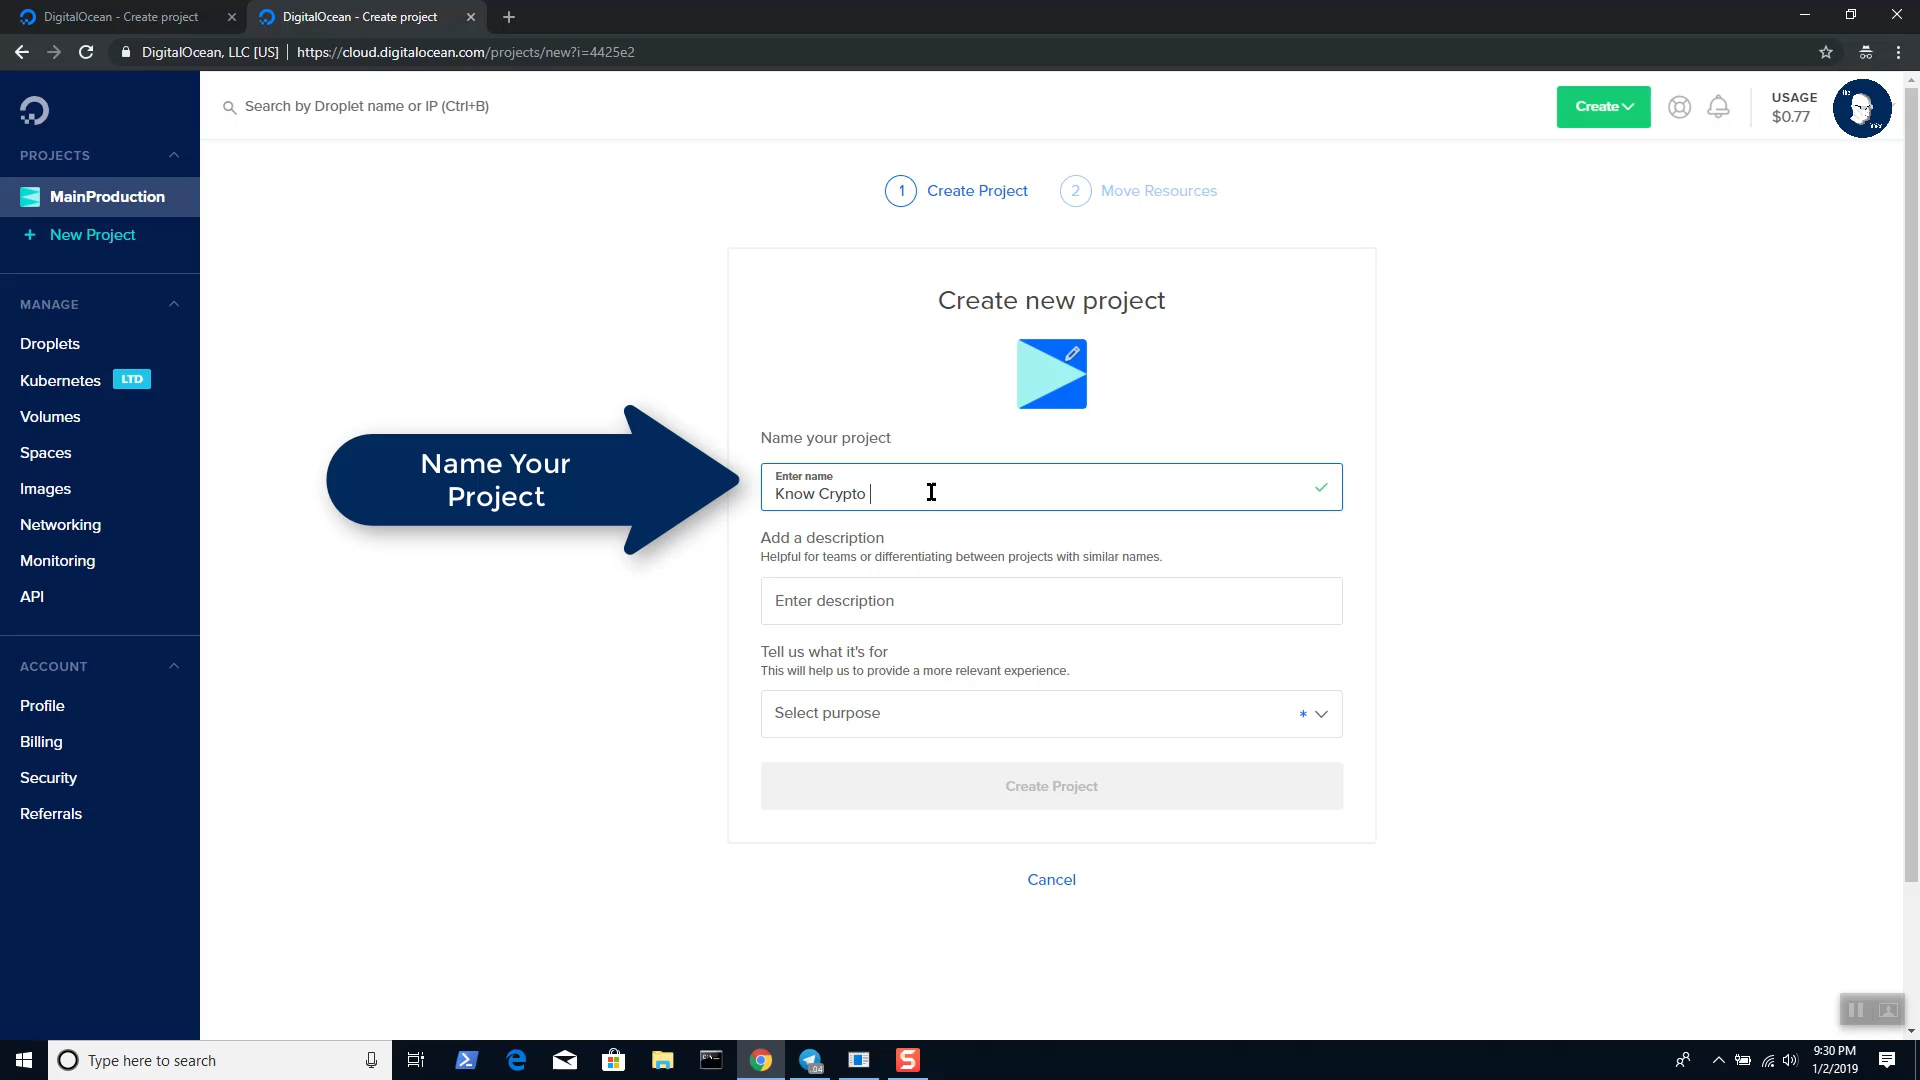 DigitalOcean - Create project
DigitalOcean - Create project
DigitalOcean, LLC [US]
https://cloud.digitalocean.com/projects/new?i=4425e2
Search by Droplet name or IP (Ctrl+B)
Create
USAGE
$0.77
PROJECTS
MainProduction
+ New Project
MANAGE
Droplets
Kubernetes LTD
Volumes
Spaces
Images
Networking
Monitoring
API
ACCOUNT
Profile
Billing
Security
Referrals
1 Create Project
2 Move Resources
Create new project
Name Your
Project
Name your project
Enter name
Know Crypto
Add a description
Helpful for teams or differentiating between projects with similar names.
Enter description
Tell us what it's for
This will help us to provide a more relevant experience.
Select purpose *
Create Project
Cancel
Type here to search
.04
9:30 PM
1/2/2019